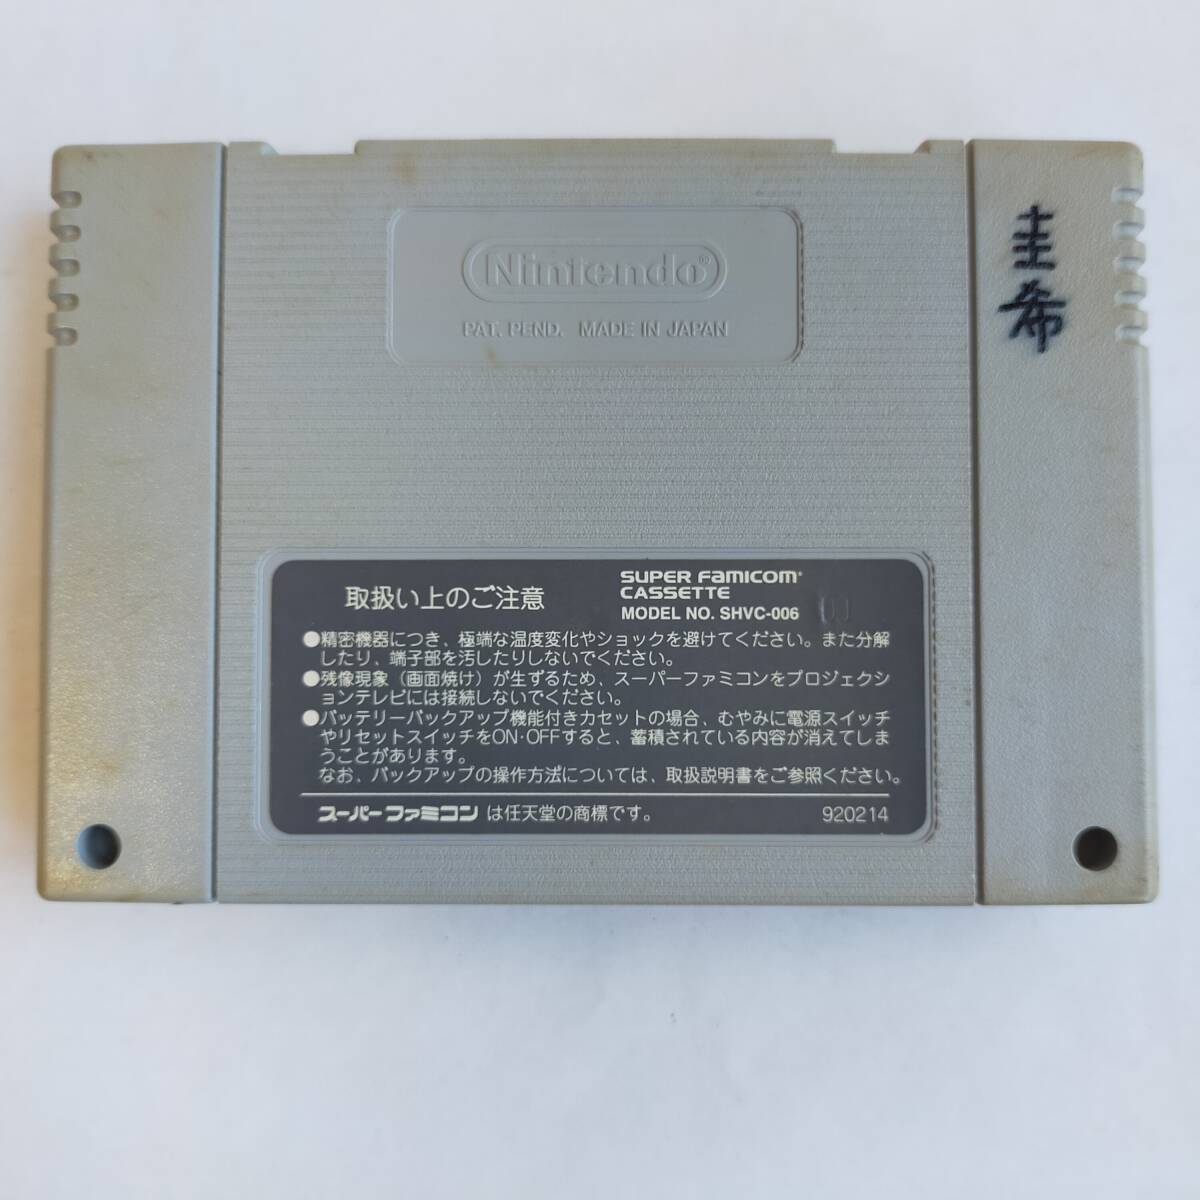 Nintendo®
PAT. PEND. MADE IN JAPAN
圭希
取扱い上のご注意
SUPER FAMICOM
CASSETTE
MODEL NO. SHVC-006
●精密機器につき、極端な温度変化やショックを避けてください。また分解
したり、端子部を汚したりしないでください。
●残像現象(画面焼け)が生ずるため、スーパーファミコンをプロジェクシ
ョンテレビには接続しないでください。
●バッテリーバックアップ機能付きカセットの場合、むやみに電源スイッチ
やリセットスイッチをON・OFFすると、蓄積されている内容が消えてしま
うことがあります。
なお、バックアップの操作方法については、取扱説明書をご参照ください。
スーパーファミコンは任天堂の商標です。 920214